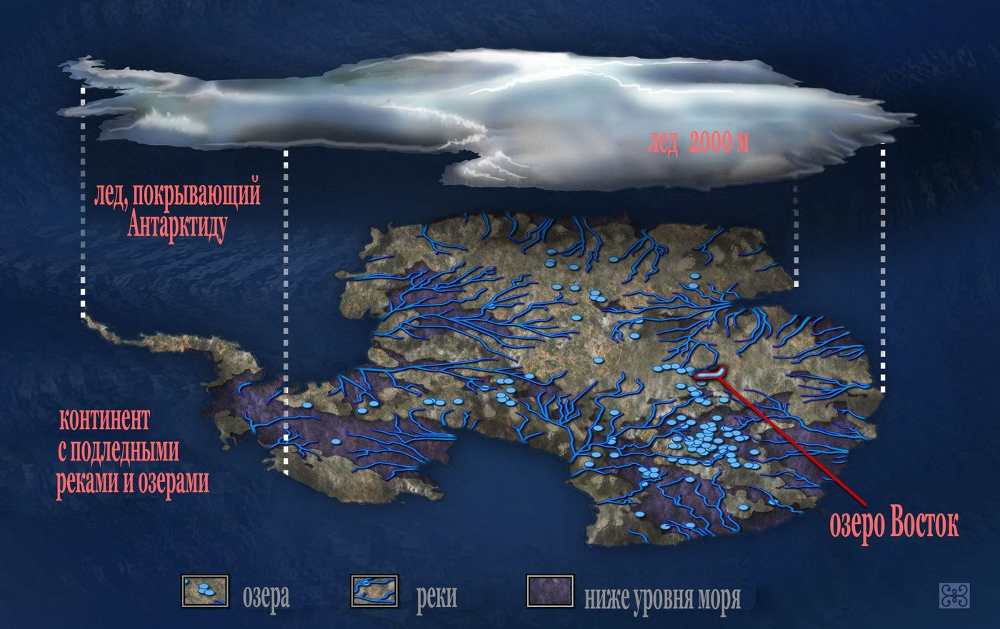 лед 2000 м
лед, покрывающий
Антарктиду
континент
с подледными
реками и озерами
озеро Восток
озера
реки
ниже уровня моря